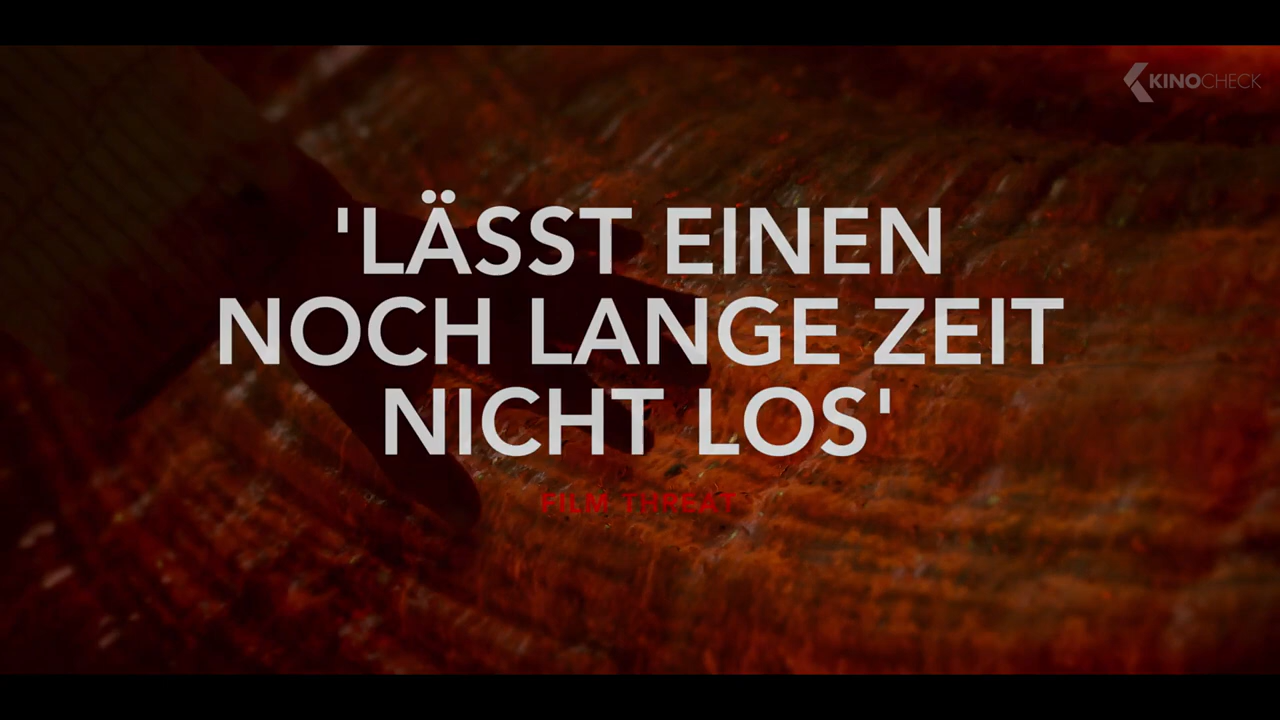 KINOCHECK
'LÄSST EINEN
NOCH LANGE ZEIT
NICHT LOS'
FILM THREAT